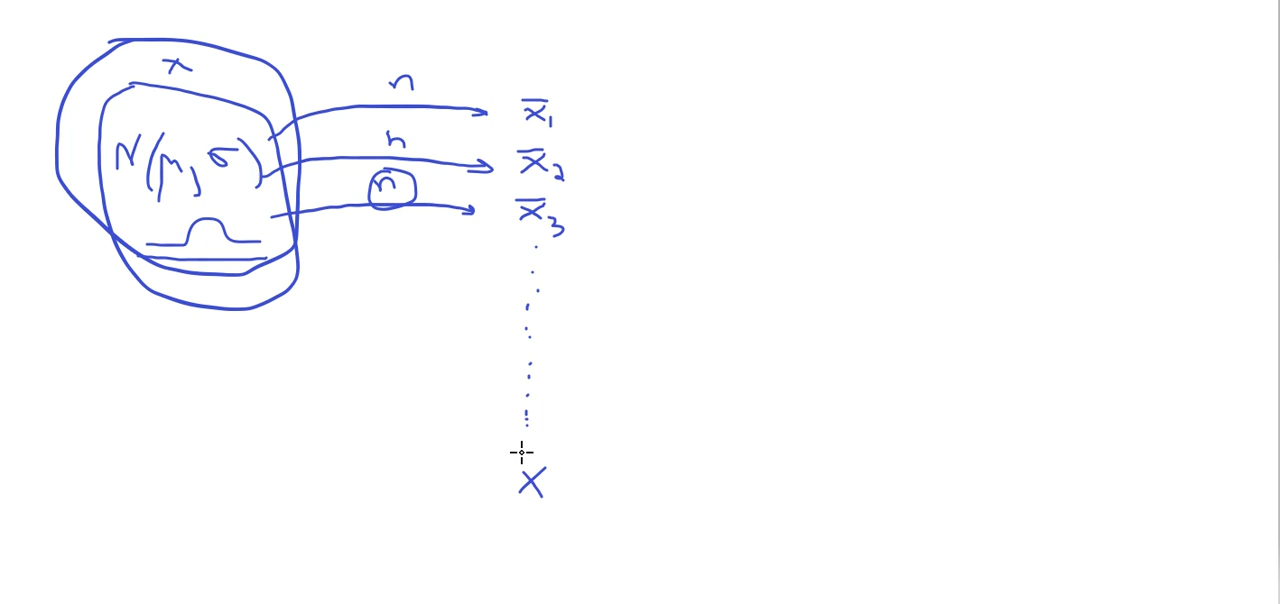 x
n
x̄₁
N(μ, σ)
n
x̄₂
n
x̄₃
x